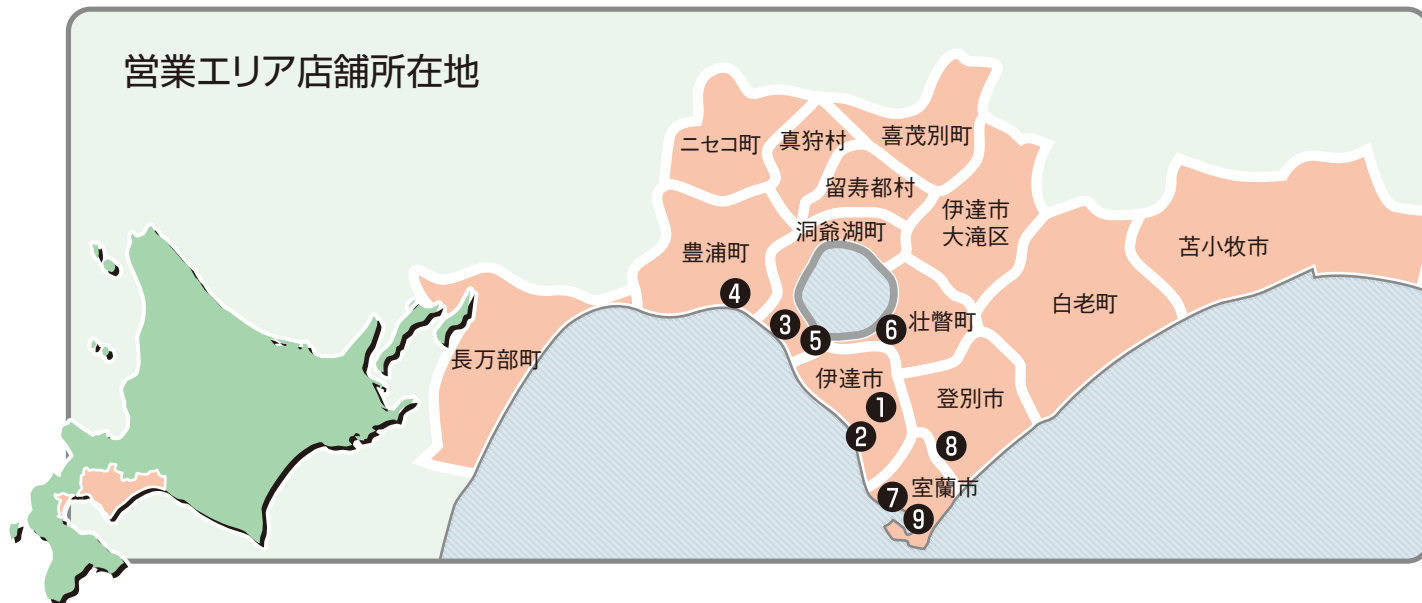 営業エリア店舗所在地
ニセコ町
真狩村
喜茂別町
留寿都村
伊達市
大滝区
洞爺湖町
豊浦町
苫小牧市
白老町
壮瞥町
長万部町
伊達市
登別市
室蘭市
4
3
5
6
1
2
8
7
9